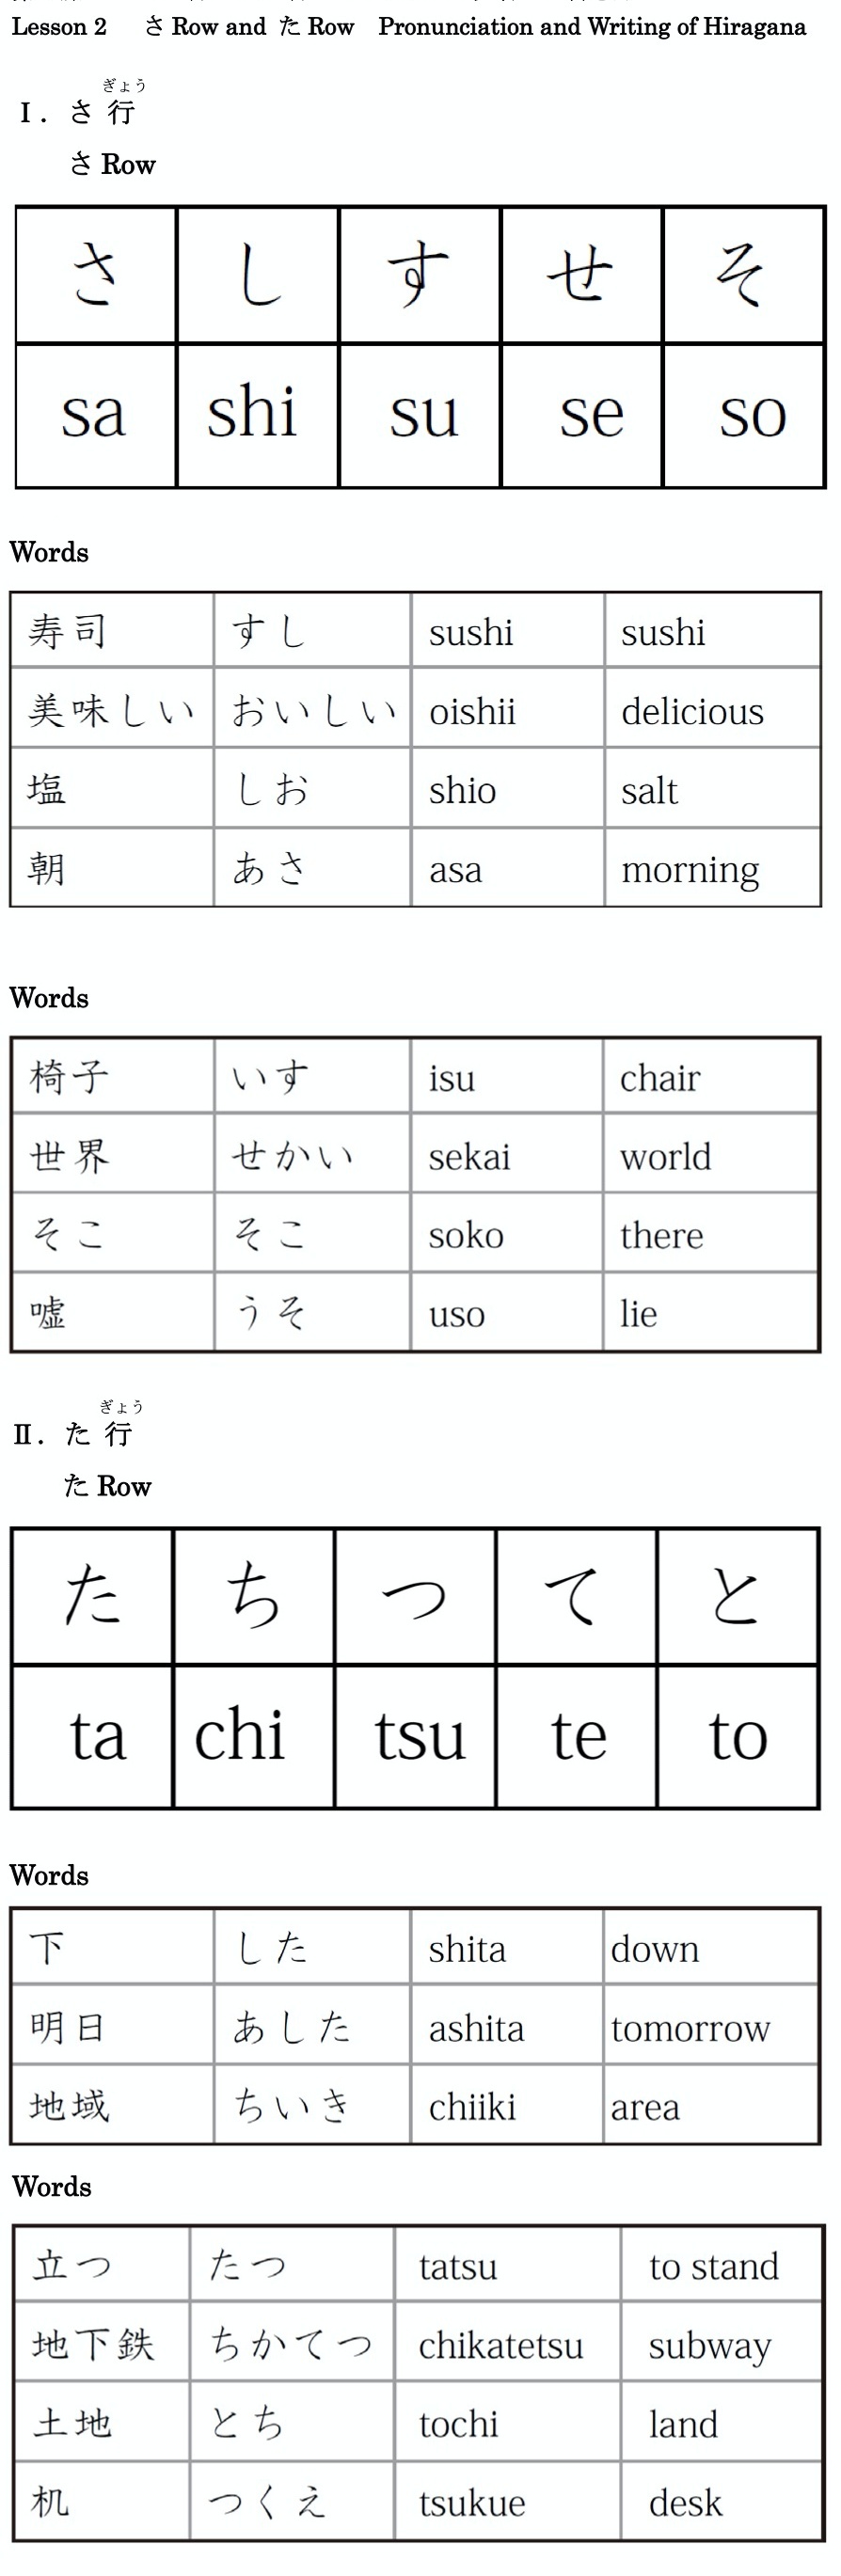 Lesson 2 さ Row and た Row Pronunciation and Writing of Hiragana
ぎょう
Ⅰ. さ 行
さ Row
さ し す せ そ
sa shi su se so
Words
寿司 すし sushi sushi
美味しい おいしい oishii delicious
塩 しお shio salt
朝 あさ asa morning
Words
椅子 いす isu chair
世界 せかい sekai world
そこ そこ soko there
嘘 うそ uso lie
ぎょう
Ⅱ. た 行
た Row
た ち つ て と
ta chi tsu te to
Words
下 した shita down
明日 あした ashita tomorrow
地域 ちいき chiiki area
Words
立つ たつ tatsu to stand
地下鉄 ちかてつ chikatetsu subway
土地 とち tochi land
机 つくえ tsukue desk